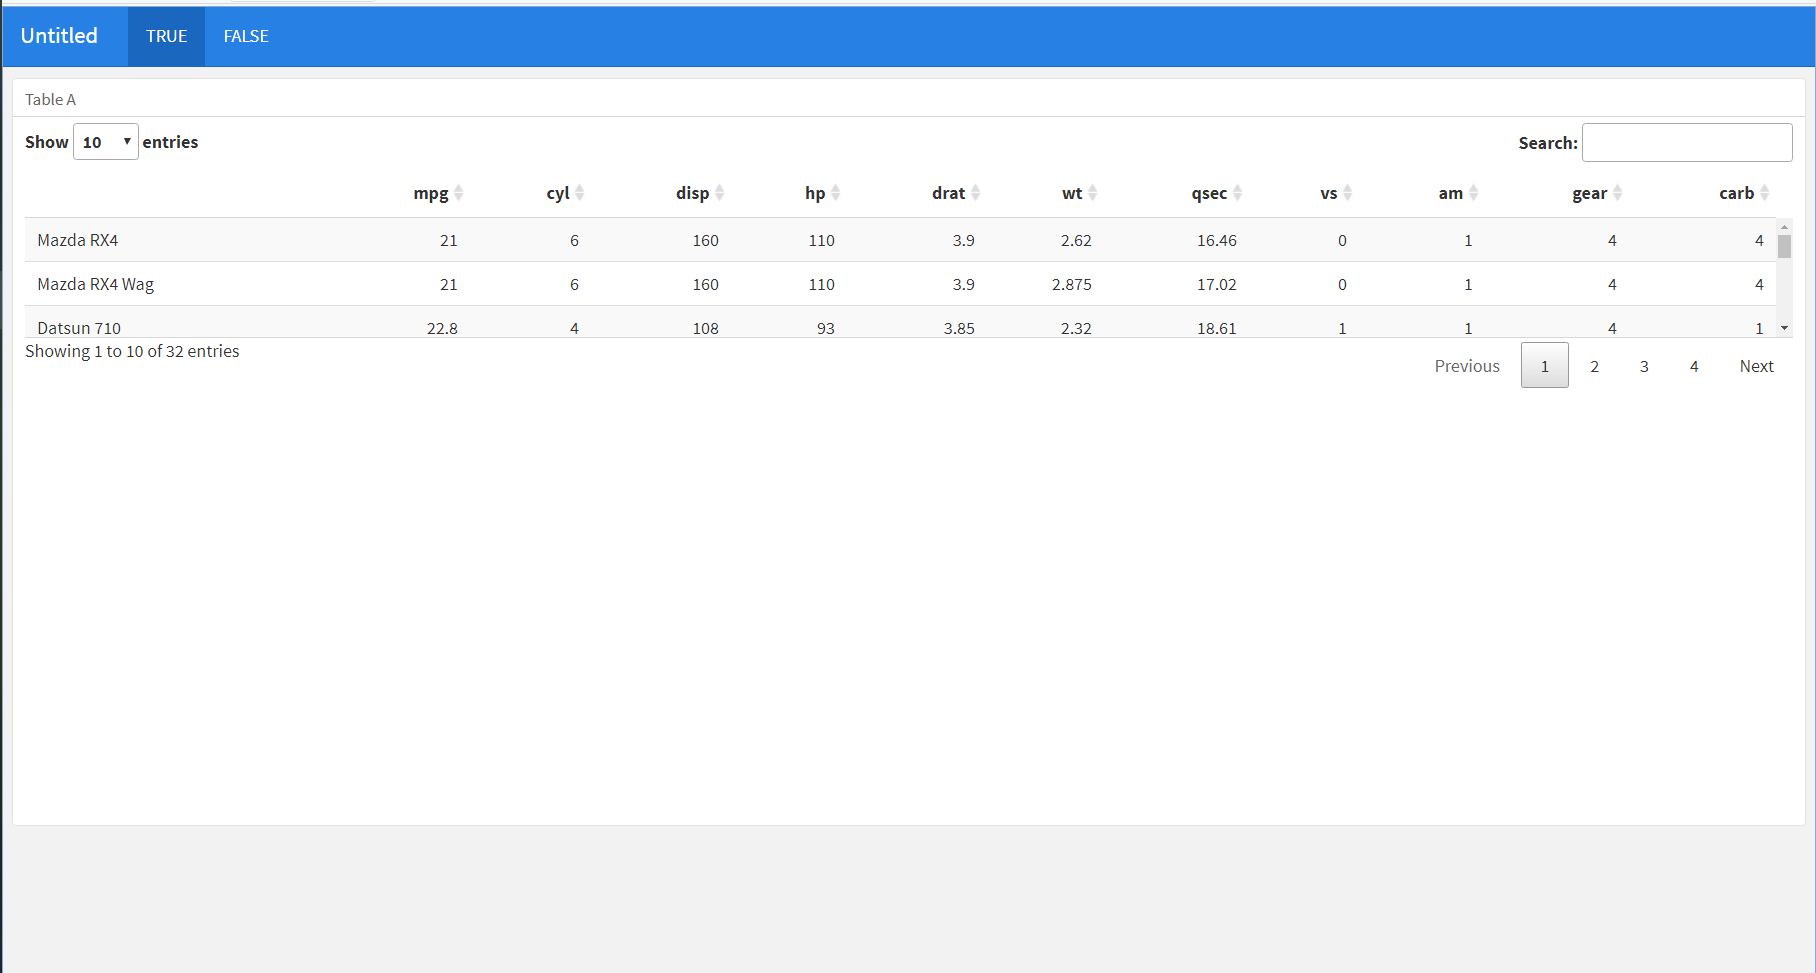 Untitled TRUE FALSE
Table A
Show 10 entries Search:
mpg cyl disp hp drat wt qsec vs am gear carb
Mazda RX4 21 6 160 110 3.9 2.62 16.46 0 1 4 4
Mazda RX4 Wag 21 6 160 110 3.9 2.875 17.02 0 1 4 4
Datsun 710 22.8 4 108 93 3.85 2.32 18.61 1 1 4 1
Showing 1 to 10 of 32 entries
Previous 1 2 3 4 Next